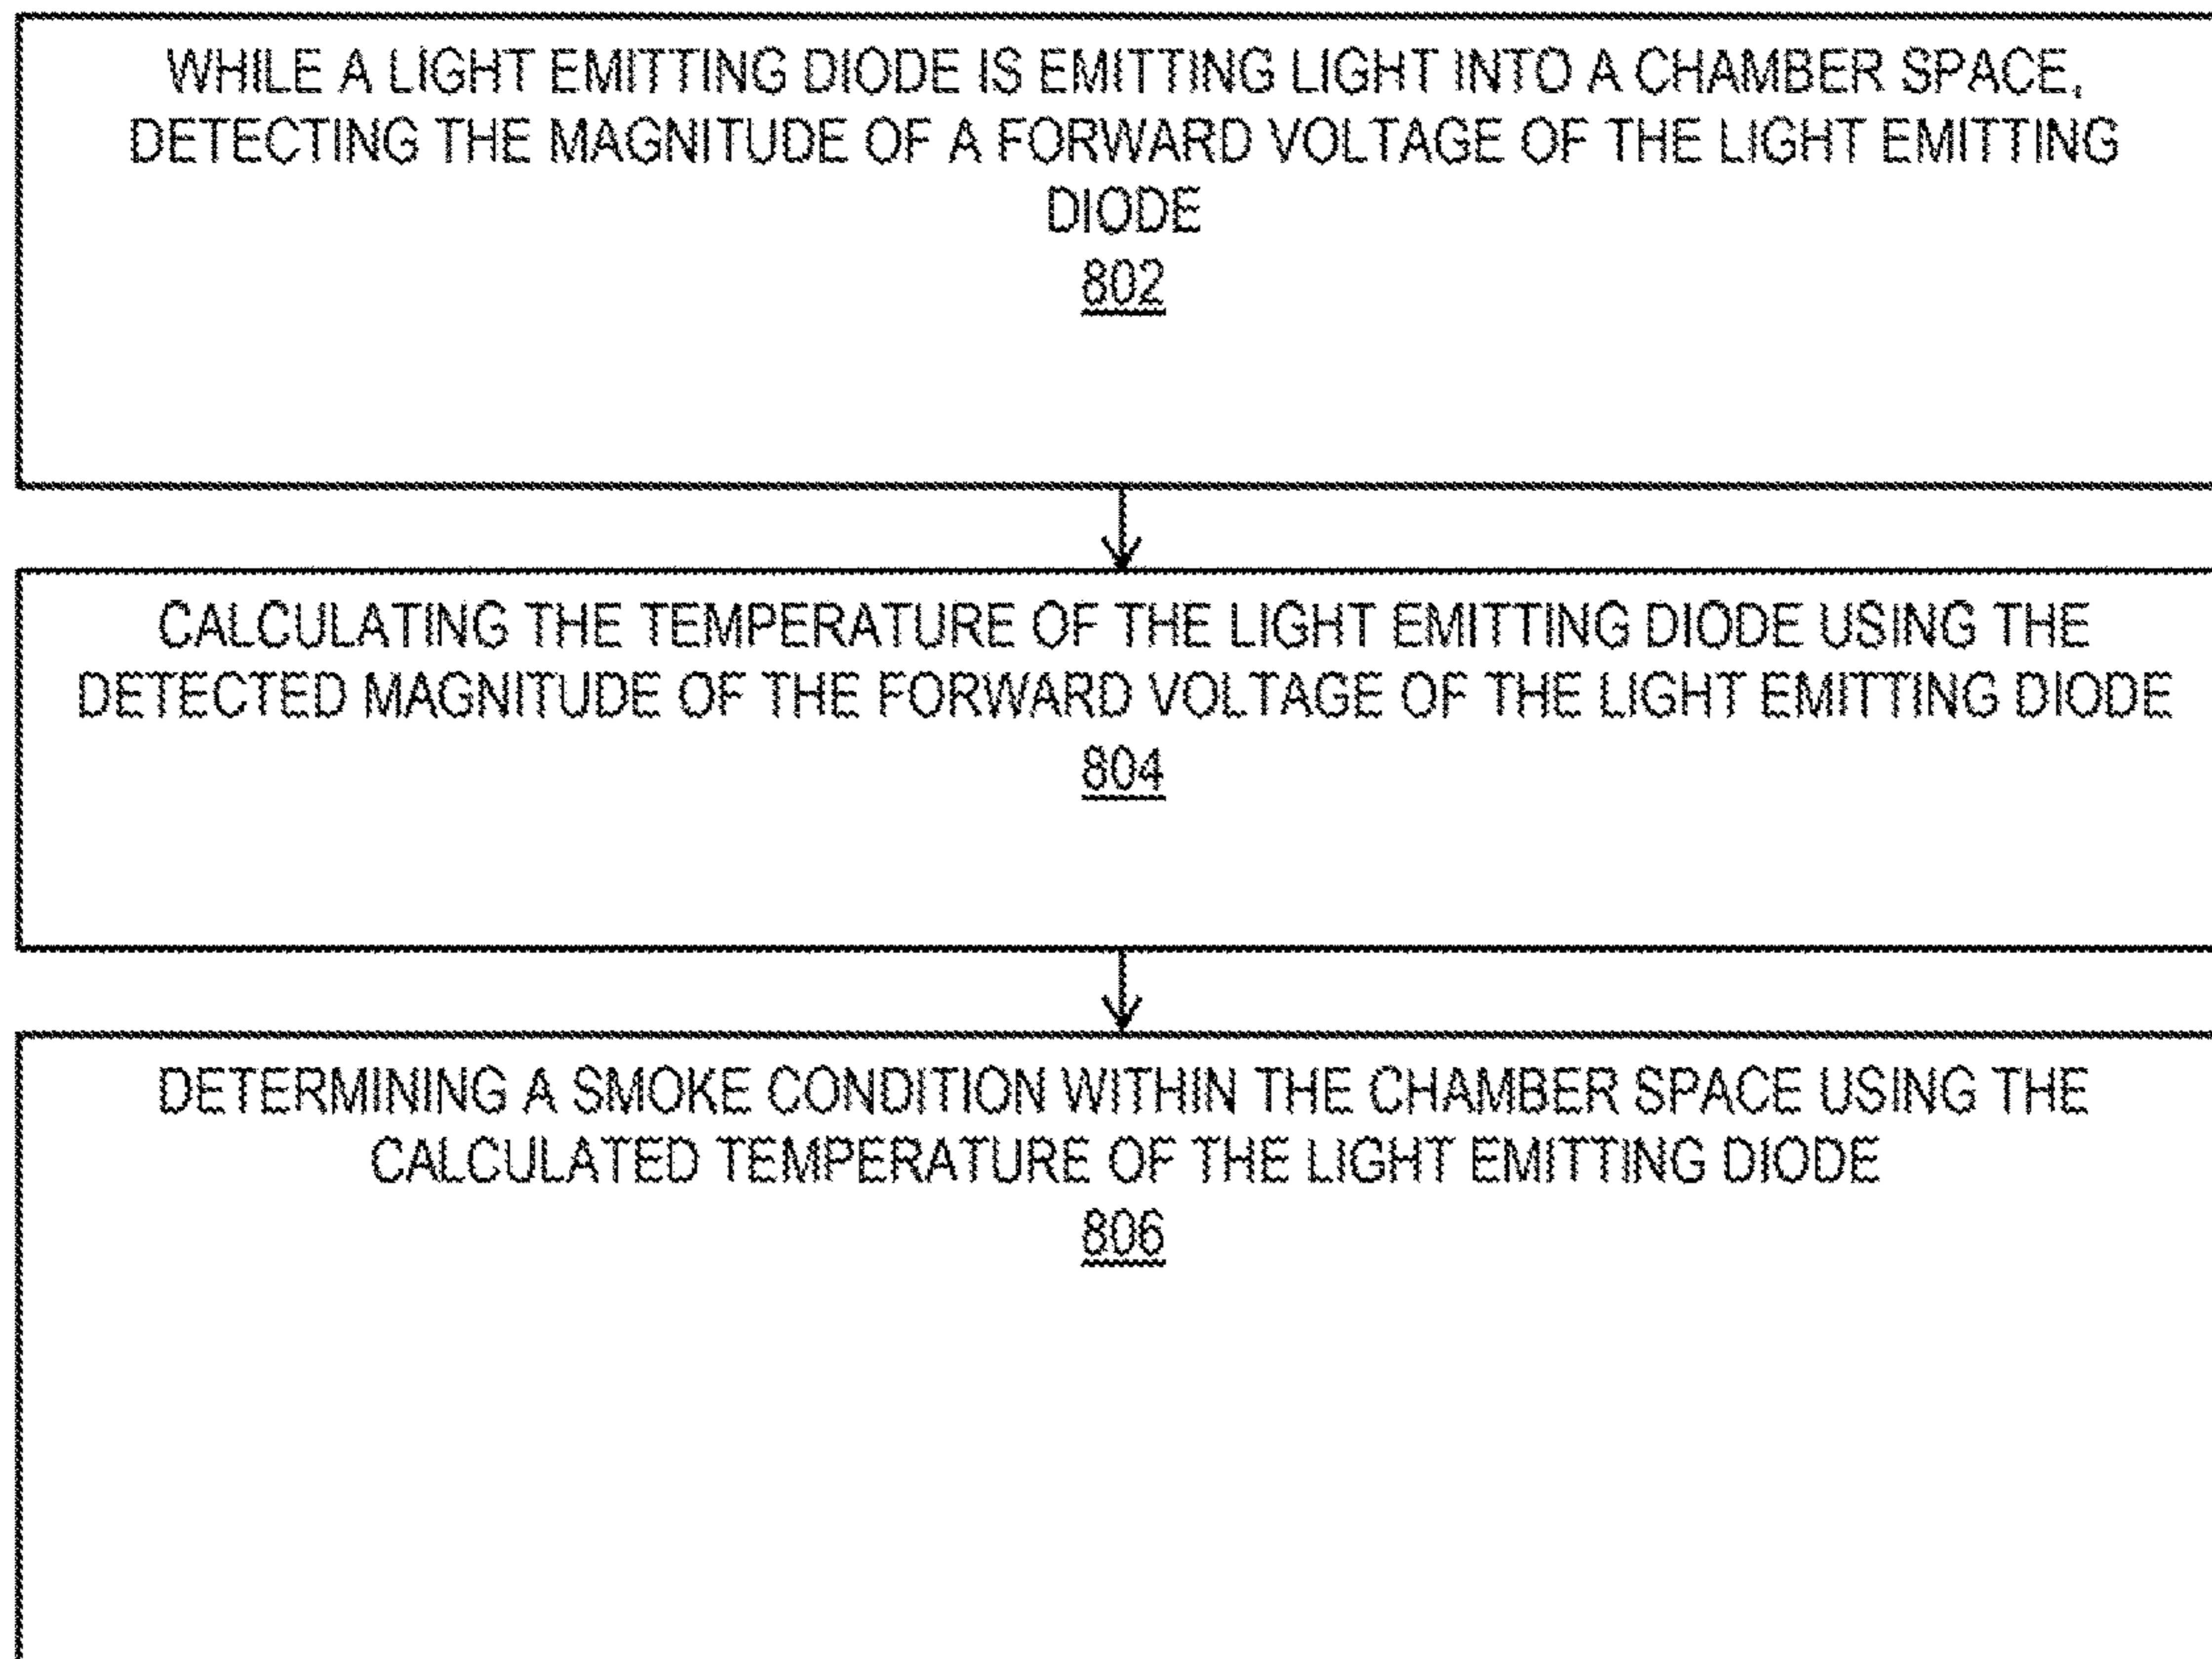 WHILE A LIGHT EMITTING DIODE IS EMITTING LIGHT INTO A CHAMBER SPACE,
DETECTING THE MAGNITUDE OF A FORWARD VOLTAGE OF THE LIGHT EMITTING
DIODE
802
CALCULATING THE TEMPERATURE OF THE LIGHT EMITTING DIODE USING THE
DETECTED MAGNITUDE OF THE FORWARD VOLTAGE OF THE LIGHT EMITTING DIODE
804
DETERMINING A SMOKE CONDITION WITHIN THE CHAMBER SPACE USING THE
CALCULATED TEMPERATURE OF THE LIGHT EMITTING DIODE
806